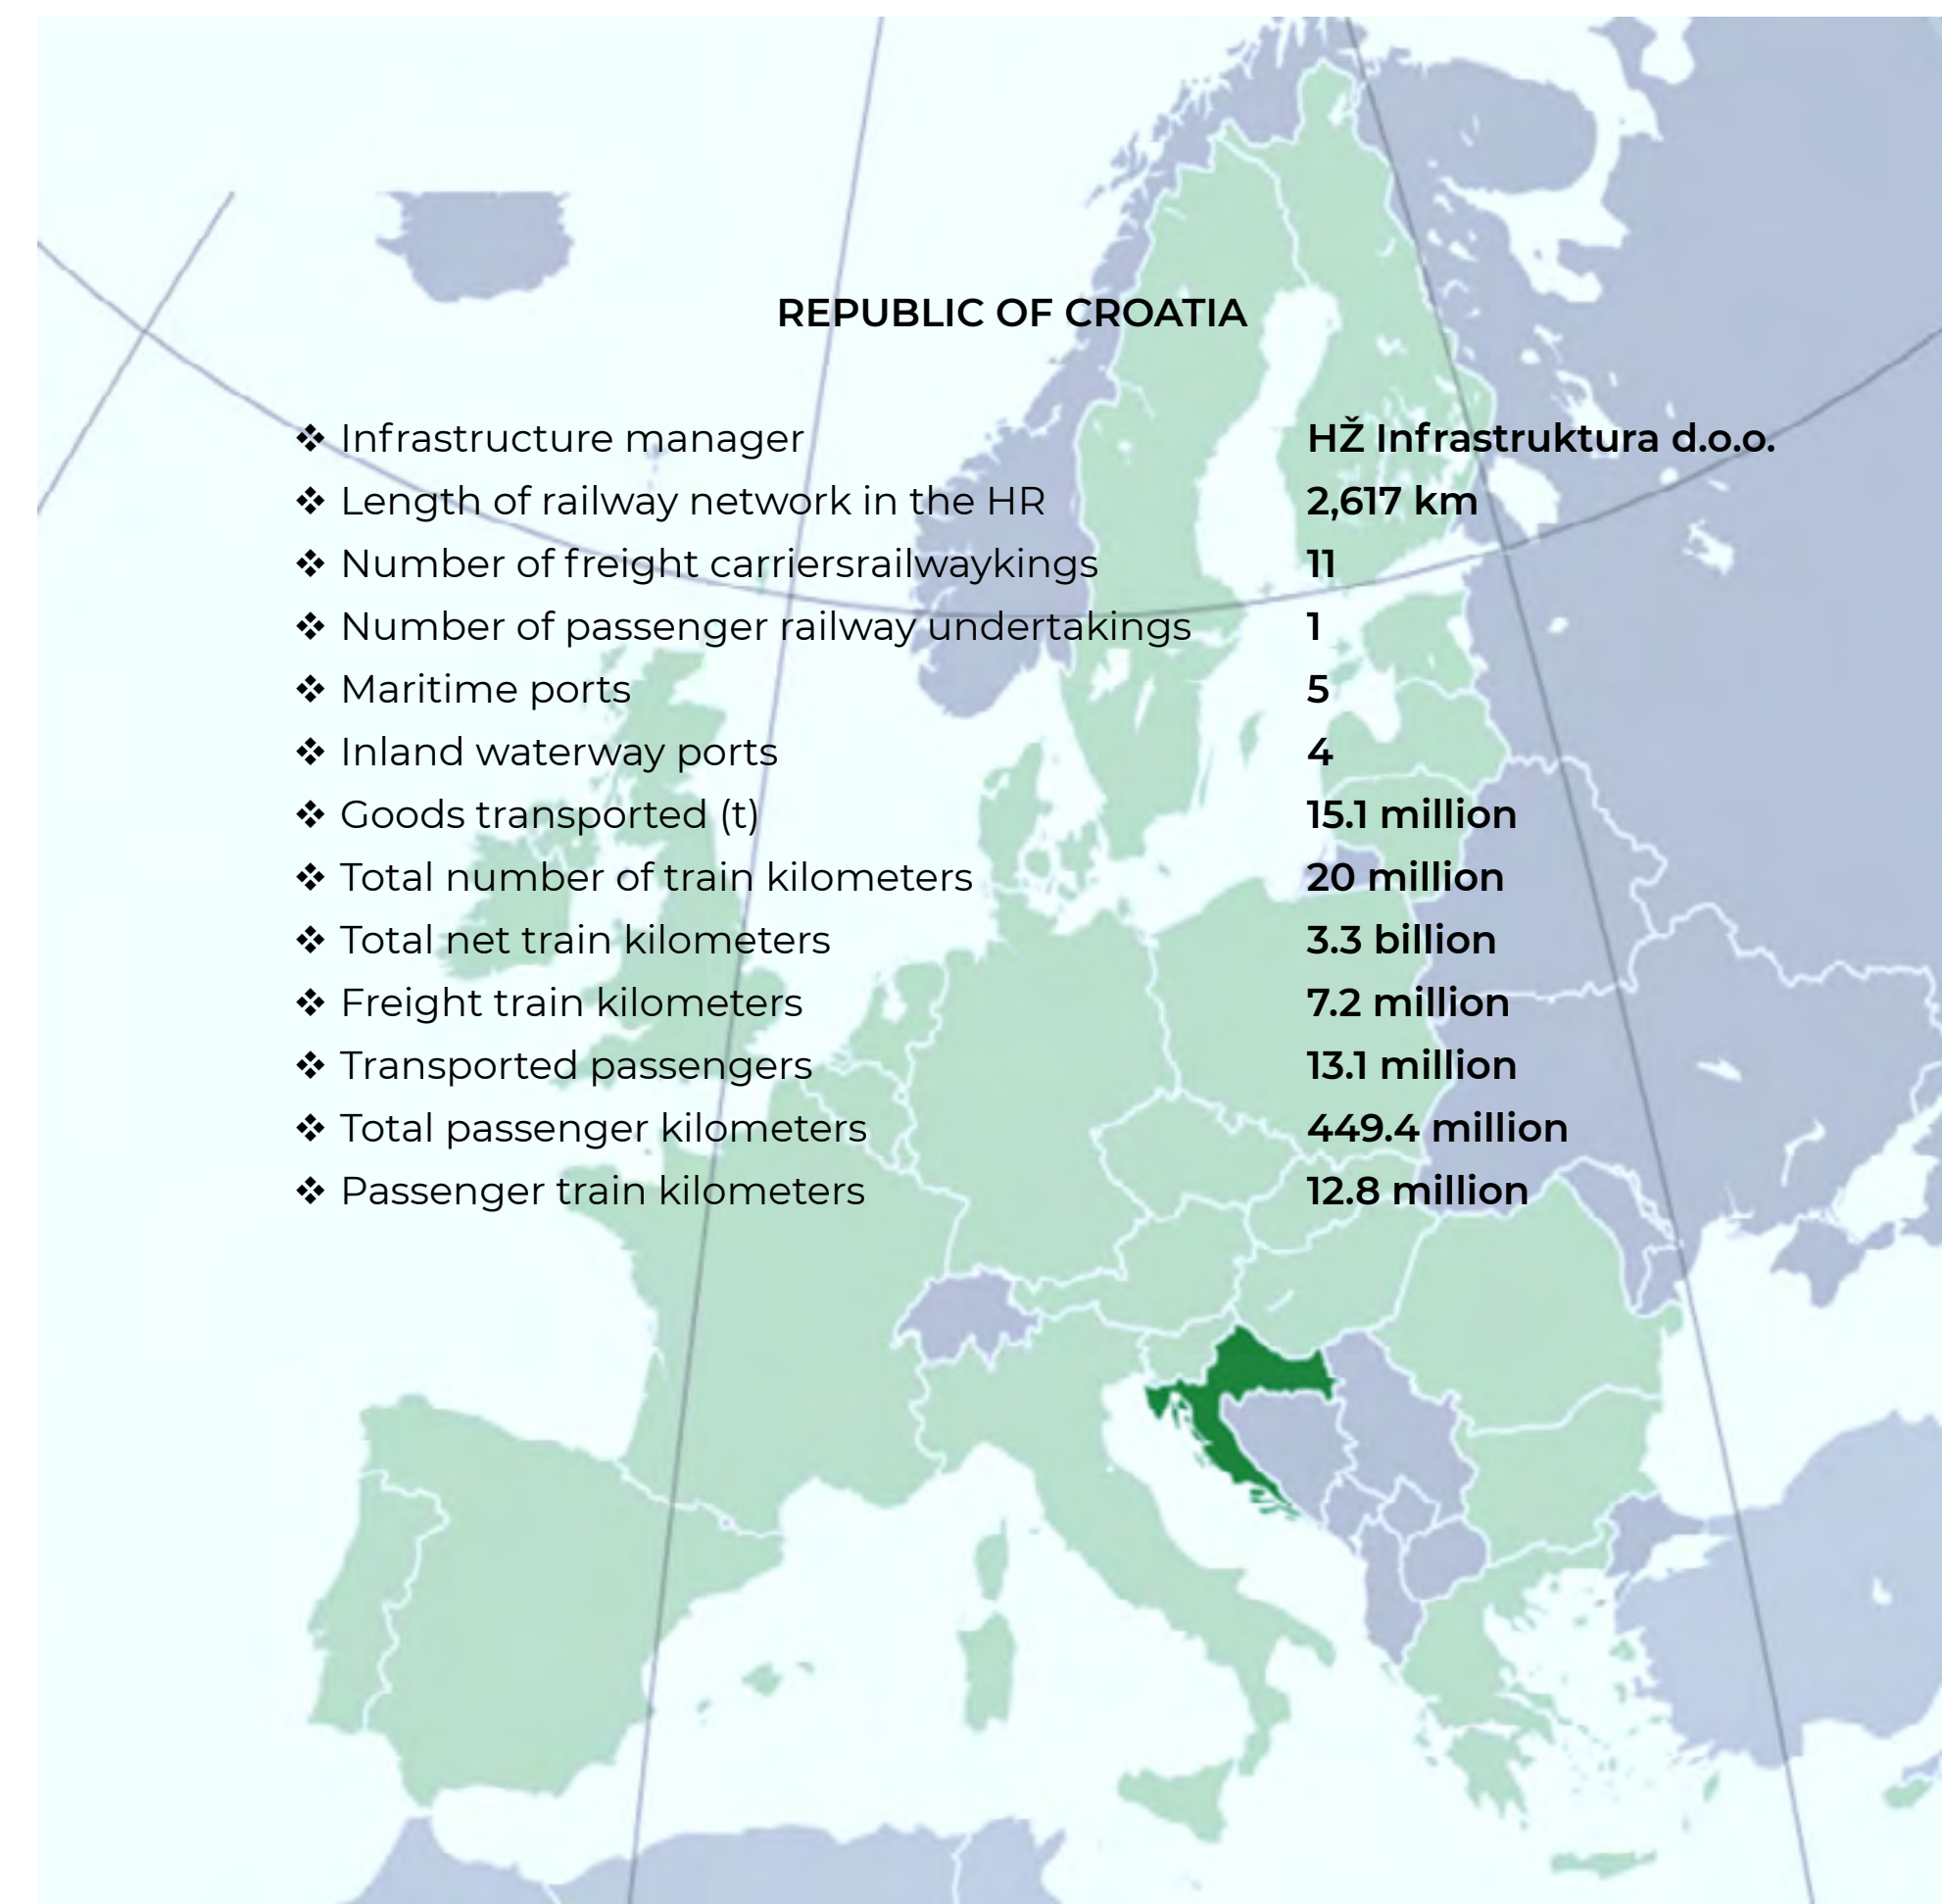 REPUBLIC OF CROATIA
❖ Infrastructure manager HŽ Infrastruktura d.o.o.
❖ Length of railway network in the HR 2,617 km
❖ Number of freight carriersrailwaykings 11
❖ Number of passenger railway undertakings 1
❖ Maritime ports 5
❖ Inland waterway ports 4
❖ Goods transported (t) 15.1 million
❖ Total number of train kilometers 20 million
❖ Total net train kilometers 3.3 billion
❖ Freight train kilometers 7.2 million
❖ Transported passengers 13.1 million
❖ Total passenger kilometers 449.4 million
❖ Passenger train kilometers 12.8 million